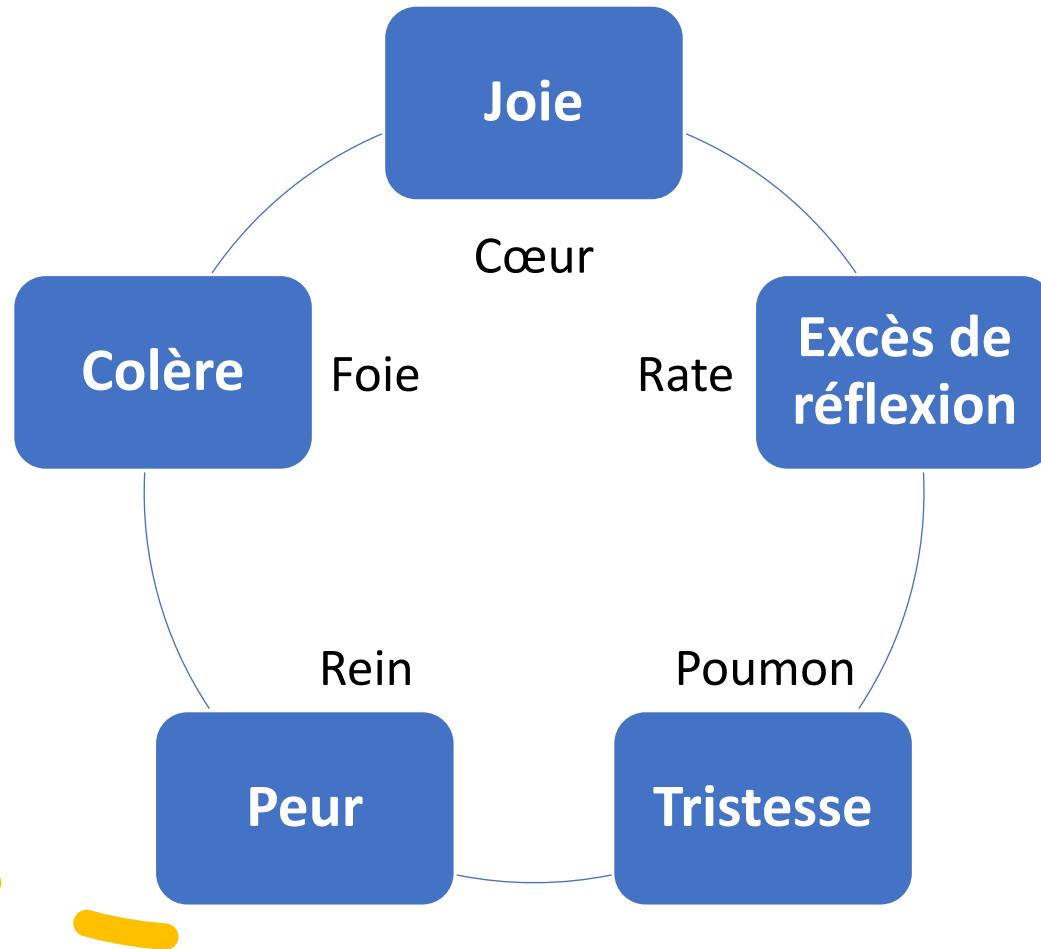 Joie
Cœur
Colère
Foie
Rate
Excès de
réflexion
Rein
Poumon
Peur
Tristesse